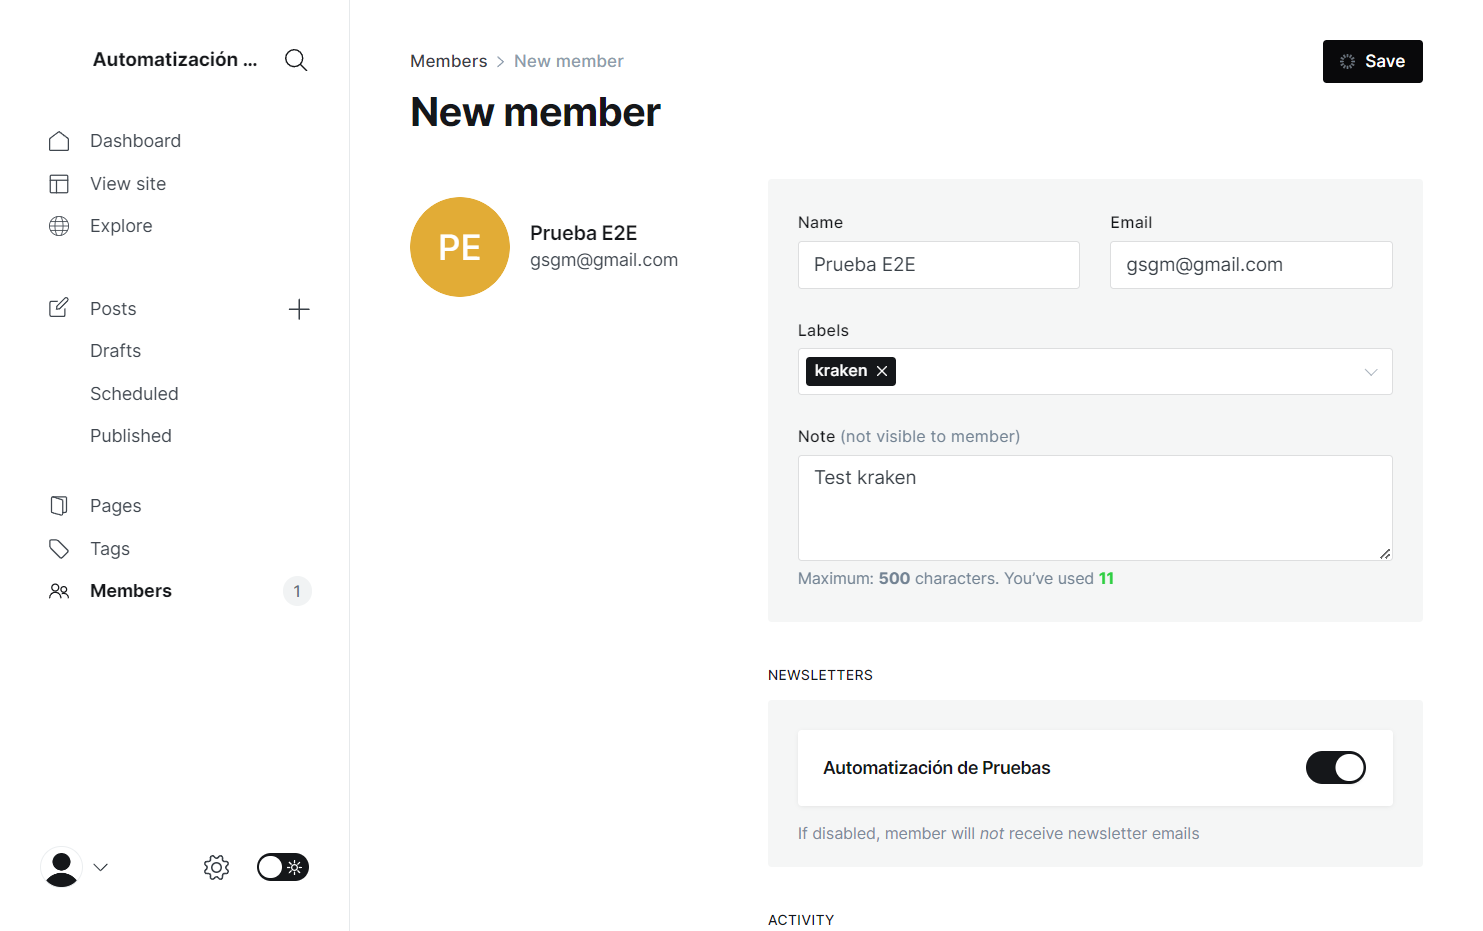 Automatización ...
Dashboard
View site
Explore
Posts
Drafts
Scheduled
Published
Pages
Tags
Members 1
Members > New member
Save
New member
PE
Prueba E2E
gsgm@gmail.com
Name
Prueba E2E
Email
gsgm@gmail.com
Labels
kraken
Note (not visible to member)
Test kraken
Maximum: 500 characters. You’ve used 11
NEWSLETTERS
Automatización de Pruebas
If disabled, member will not receive newsletter emails
ACTIVITY